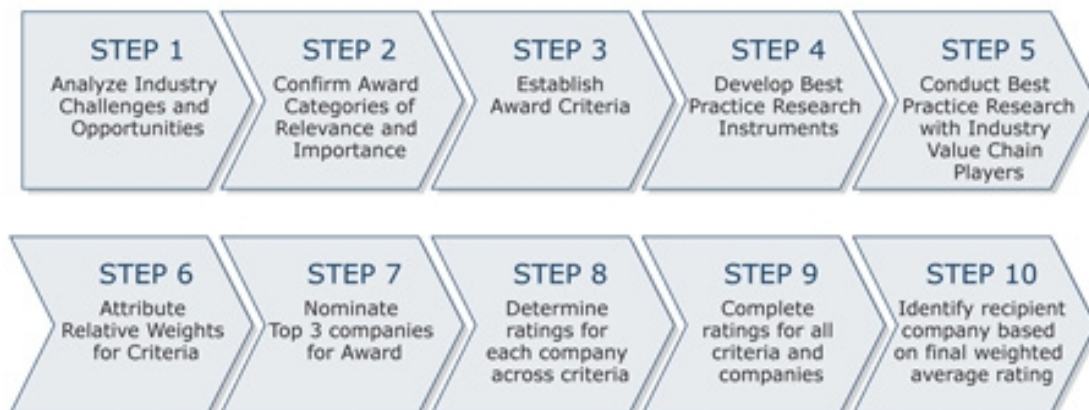 STEP 1
Analyze Industry
Challenges and
Opportunities
STEP 2
Confirm Award
Categories of
Relevance and
Importance
STEP 3
Establish
Award Criteria
STEP 4
Develop Best
Practice Research
Instruments
STEP 5
Conduct Best
Practice Research
with Industry
Value Chain
Players
STEP 6
Attribute
Relative Weights
for Criteria
STEP 7
Nominate
Top 3 companies
for Award
STEP 8
Determine
ratings for
each company
across criteria
STEP 9
Complete
ratings for all
criteria and
companies
STEP 10
Identify recipient
company based
on final weighted
average rating